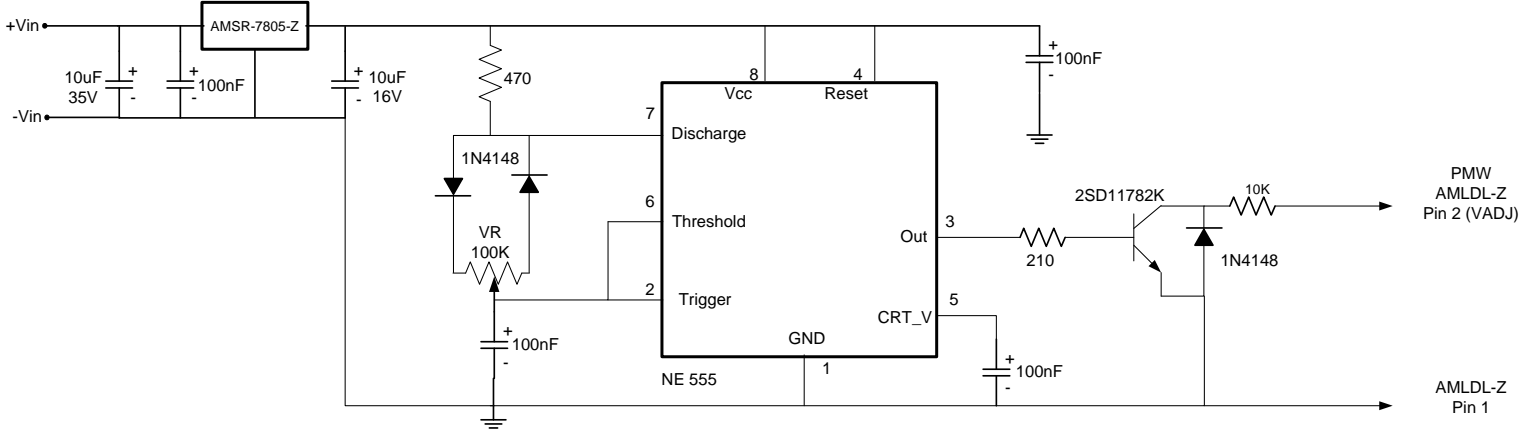 +Vin
AMSR-7805-Z
10uF
35V
+
-
100nF
+
-
10uF
16V
+
-
-Vin
470
+
100nF
-
8
Vcc
4
Reset
7
Discharge
1N4148
6
Threshold
VR
100K
2
Trigger
Out
3
210
2SD11782K
10K
1N4148
PMW
AMLDL-Z
Pin 2 (VADJ)
5
CRT_V
GND
1
+
100nF
-
NE 555
+
100nF
-
AMLDL-Z
Pin 1